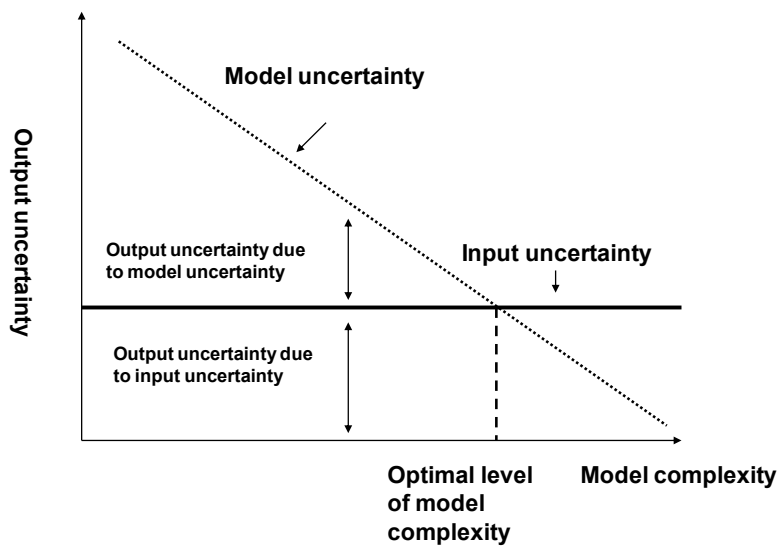 Model uncertainty
Output uncertainty
Output uncertainty due
to model uncertainty
Input uncertainty
Output uncertainty due
to input uncertainty
Optimal level
of model
complexity
Model complexity